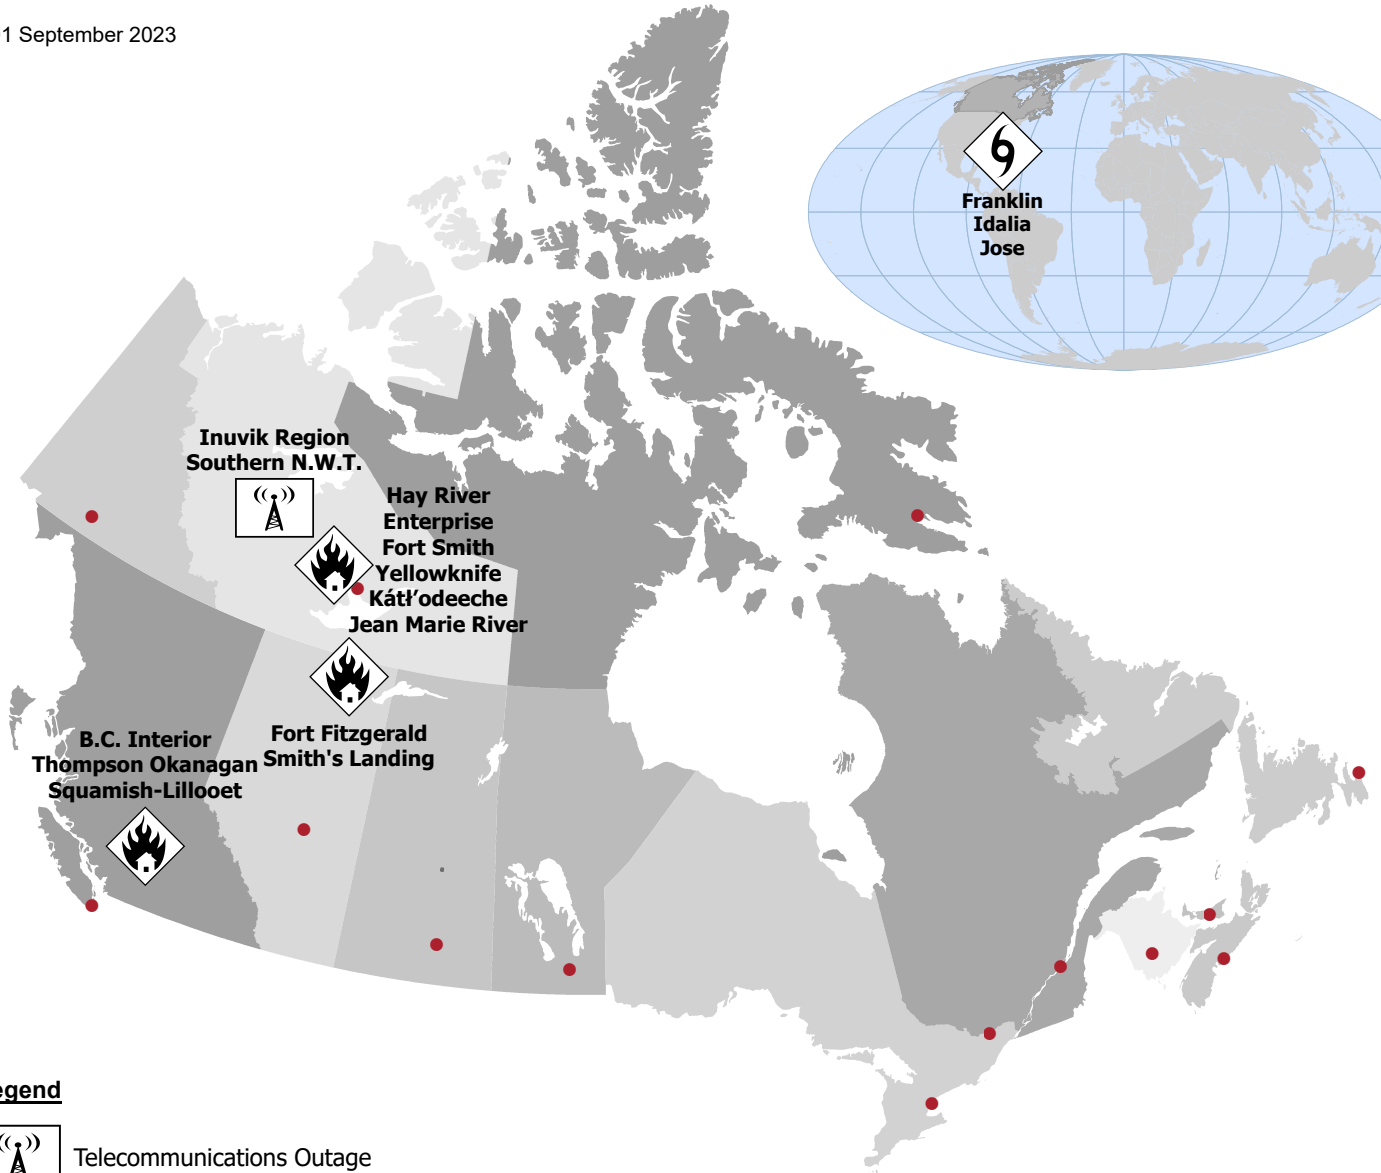 1 September 2023
Franklin
Idalia
Jose
Inuvik Region
Southern N.W.T.
Hay River
Enterprise
Fort Smith
Yellowknife
Kátł’odeeche
Jean Marie River
Fort Fitzgerald
Smith's Landing
B.C. Interior
Thompson Okanagan
Squamish-Lillooet
egend
Telecommunications Outage